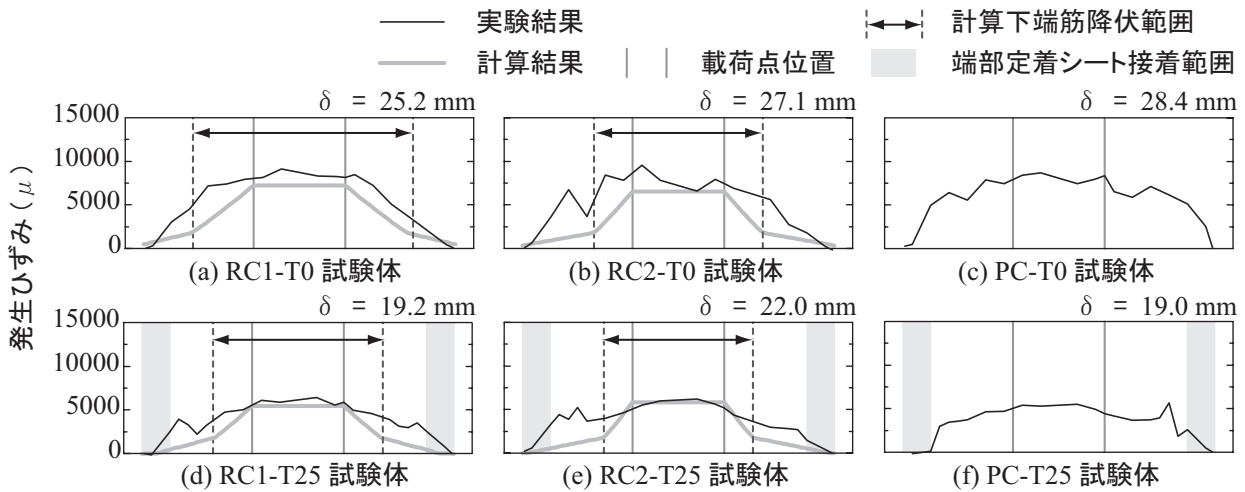 実験結果
計算下端筋降伏範囲
計算結果
載荷点位置
端部定着シート接着範囲
発生ひずみ(μ)
δ = 25.2 mm
δ = 27.1 mm
δ = 28.4 mm
15000
10000
5000
0
(a) RC1-T0 試験体
(b) RC2-T0 試験体
(c) PC-T0 試験体
δ = 19.2 mm
δ = 22.0 mm
δ = 19.0 mm
15000
10000
5000
0
(d) RC1-T25 試験体
(e) RC2-T25 試験体
(f) PC-T25 試験体